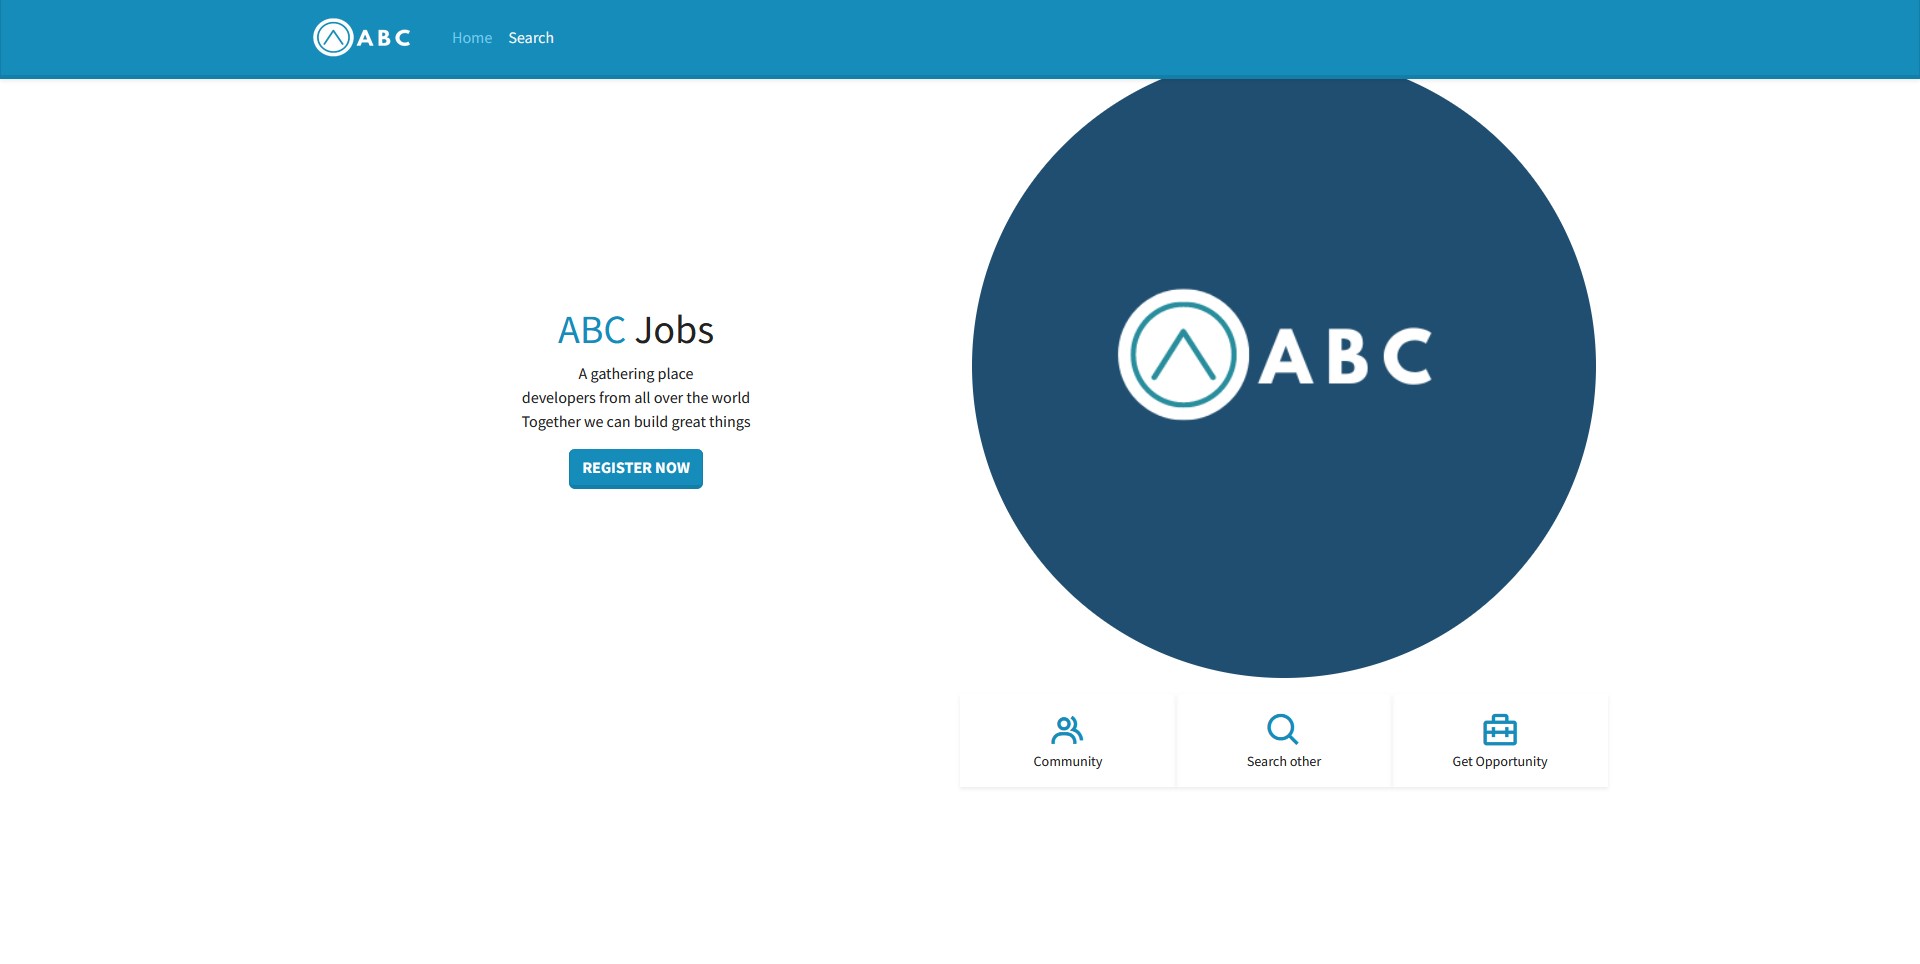 ABC
Home
Search
ABC Jobs
A gathering place
developers from all over the world
Together we can build great things
REGISTER NOW
ABC
Community
Search other
Get Opportunity